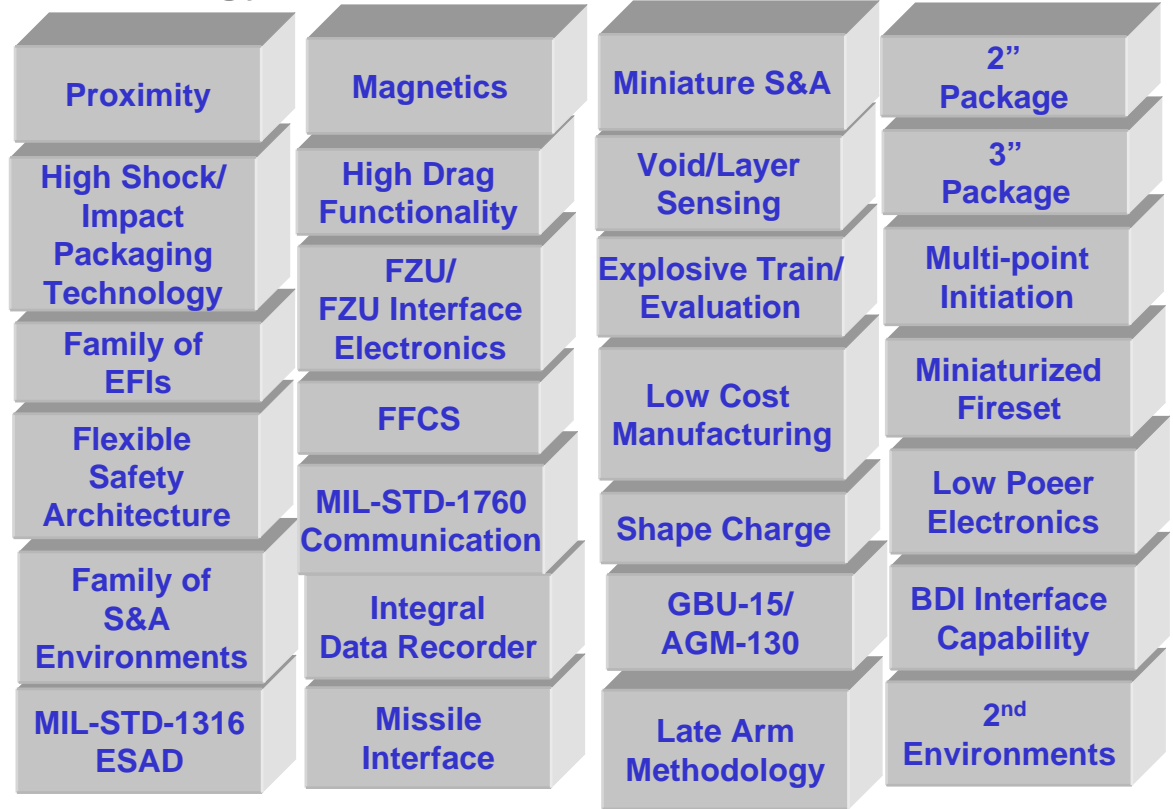 Proximity
High Shock/
Impact
Packaging
Technology
Family of
EFIs
Flexible
Safety
Architecture
Family of
S&A
Environments
MIL-STD-1316
ESAD
Magnetics
High Drag
Functionality
FZU/
FZU Interface
Electronics
FFCS
MIL-STD-1760
Communication
Integral
Data Recorder
Missile
Interface
Miniature S&A
Void/Layer
Sensing
Explosive Train/
Evaluation
Low Cost
Manufacturing
Shape Charge
GBU-15/
AGM-130
Late Arm
Methodology
2”
Package
3”
Package
Multi-point
Initiation
Miniaturized
Fireset
Low Poeer
Electronics
BDI Interface
Capability
2nd
Environments